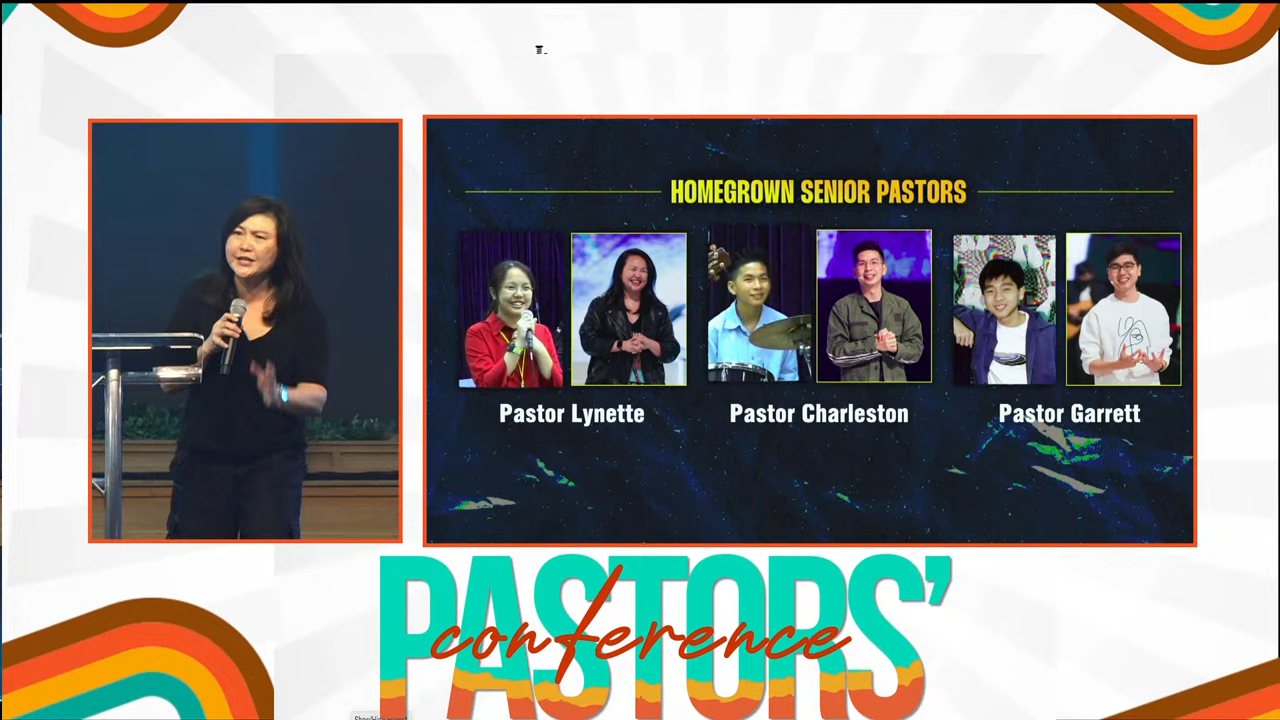 HOMEGROWN SENIOR PASTORS
Pastor Lynette
Pastor Charleston
Pastor Garrett
PASTORS'
conference